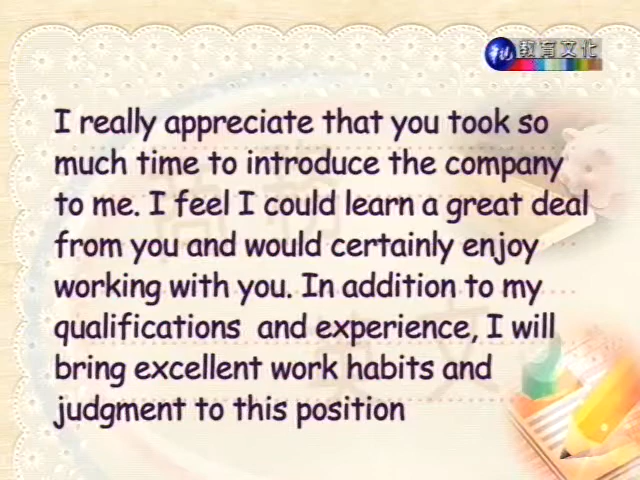 教育文化
I really appreciate that you took so
much time to introduce the company
to me. I feel I could learn a great deal
from you and would certainly enjoy
working with you. In addition to my
qualifications  and experience, I will
bring excellent work habits and
judgment to this position